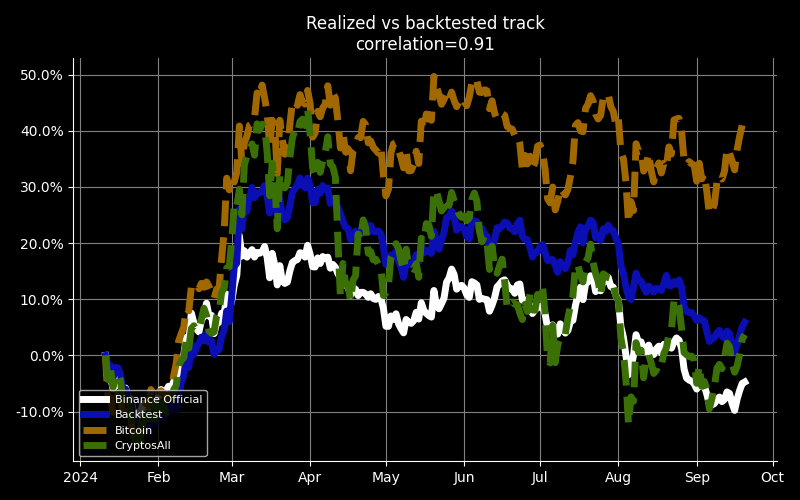 Realized vs backtested track
correlation=0.91
50.0%
40.0%
30.0%
20.0%
10.0%
0.0%
-10.0%
Binance Official
Backtest
Bitcoin
CryptosAll
2024 Feb Mar Apr May Jun Jul Aug Sep Oct